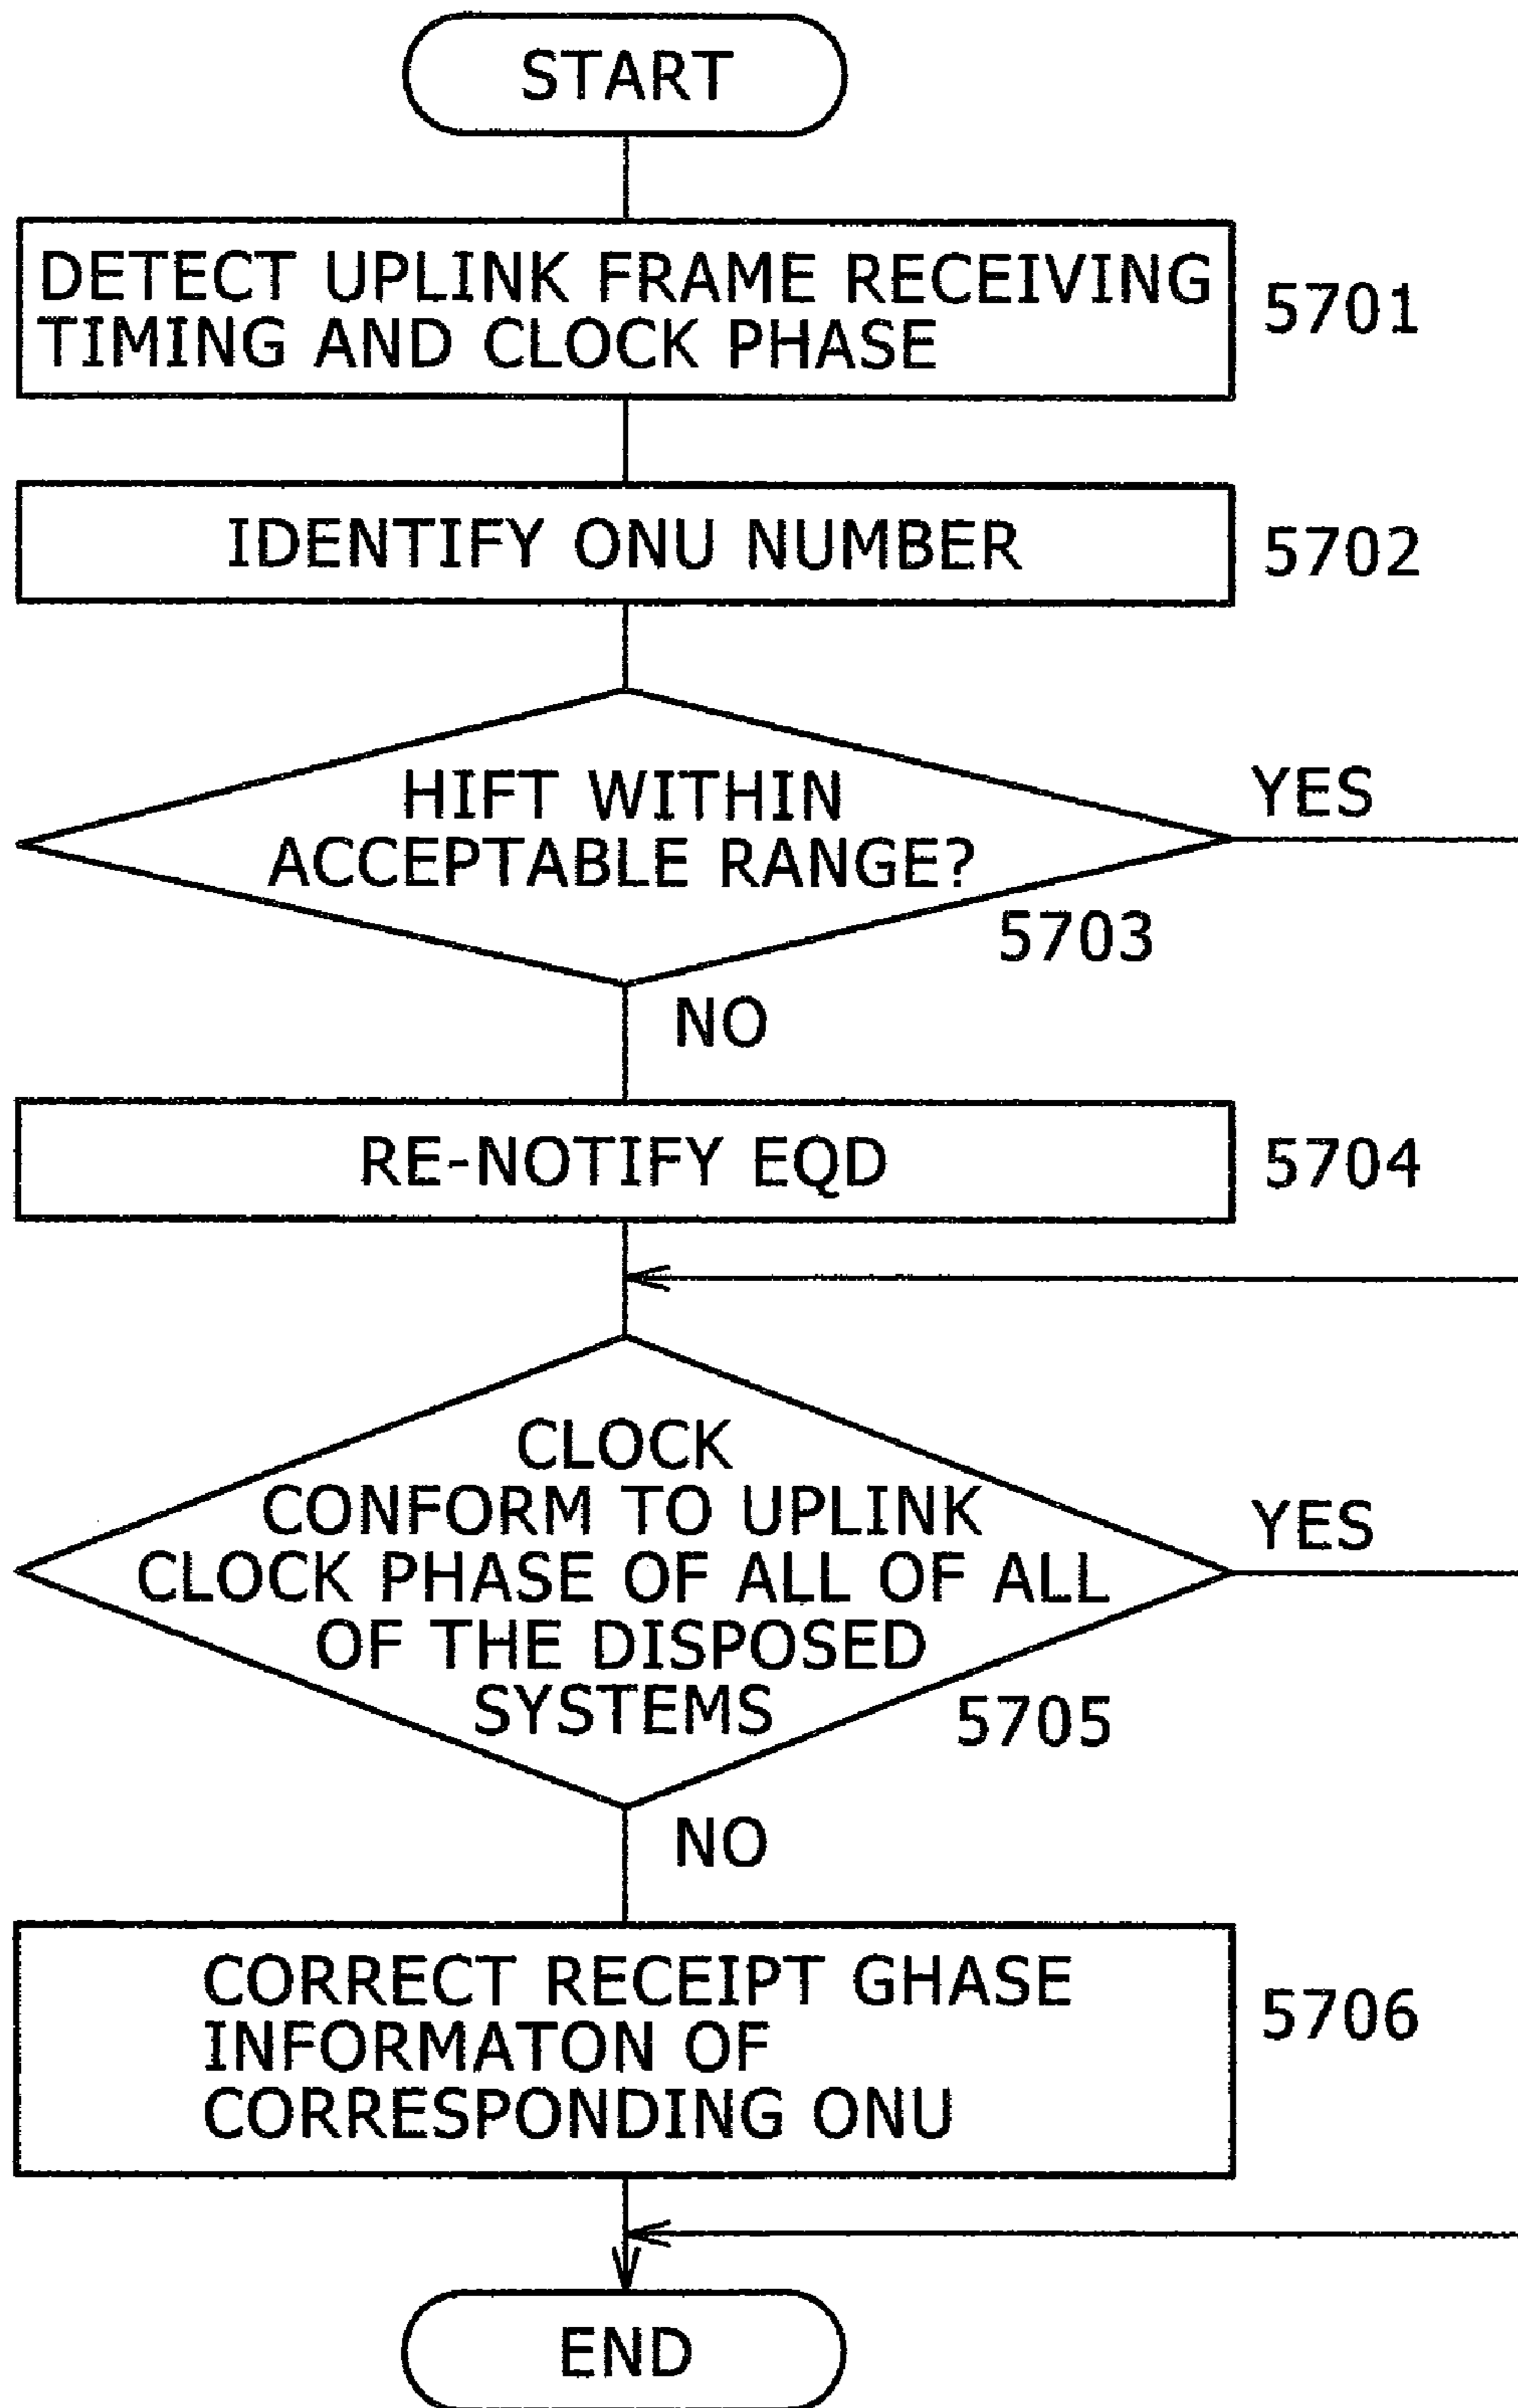 START
DETECT UPLINK FRAME RECEIVING
TIMING AND CLOCK PHASE
5701
IDENTIFY ONU NUMBER
5702
HIFT WITHIN
ACCEPTABLE RANGE?
YES
5703
NO
RE-NOTIFY EQD
5704
CLOCK
CONFORM TO UPLINK
CLOCK PHASE OF ALL OF ALL
OF THE DISPOSED
SYSTEMS
YES
5705
NO
CORRECT RECEIPT GHASE
INFORMATON OF
CORRESPONDING ONU
5706
END